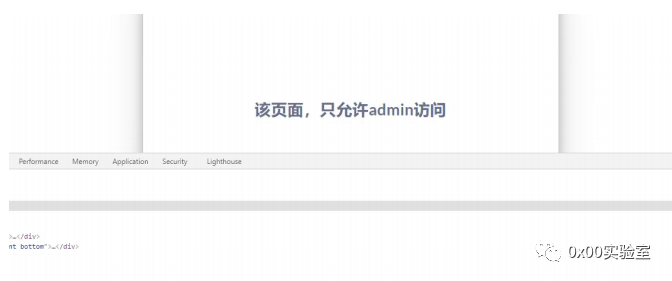 该页面，只允许admin访问
Performance Memory Application Security Lighthouse
>…</div>
nt bottom">…</div>
0x00实验室